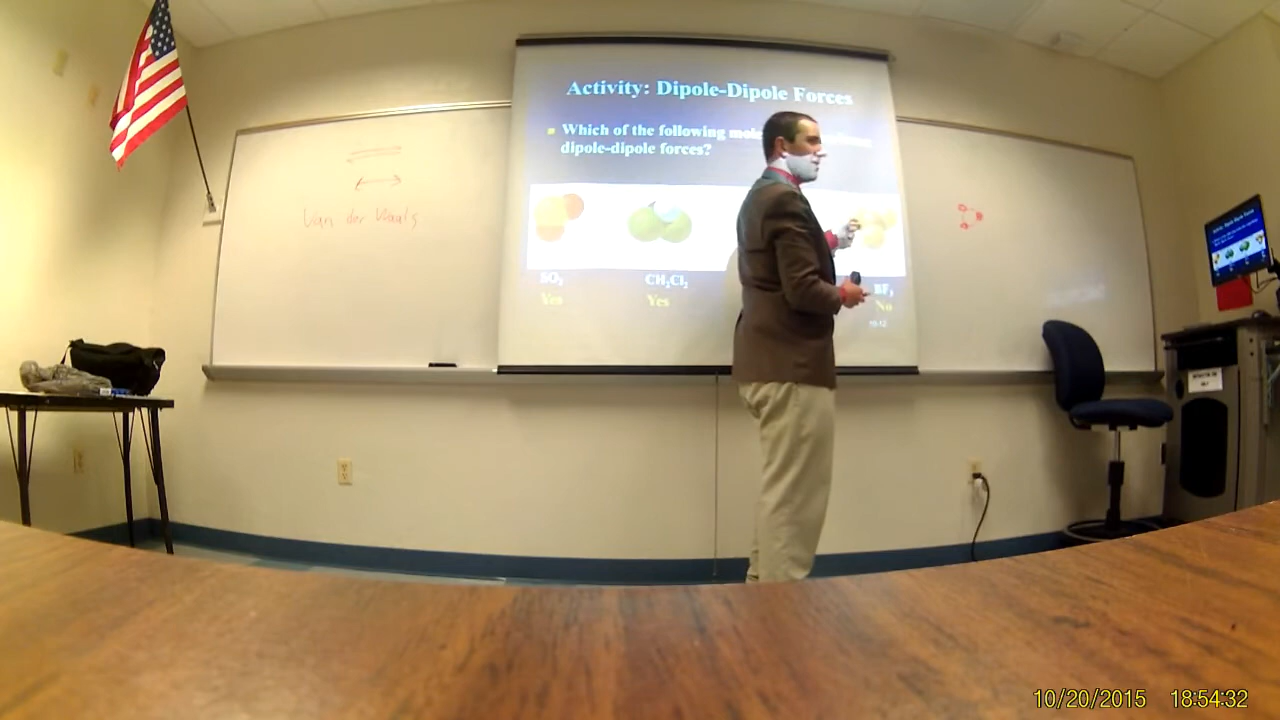 Activity: Dipole-Dipole Forces
Which of the following
dipole-dipole forces?
SO₂
CH₂Cl₂
BF₃
Yes
Yes
No
Van der Waals
10/20/2015 18:54:32